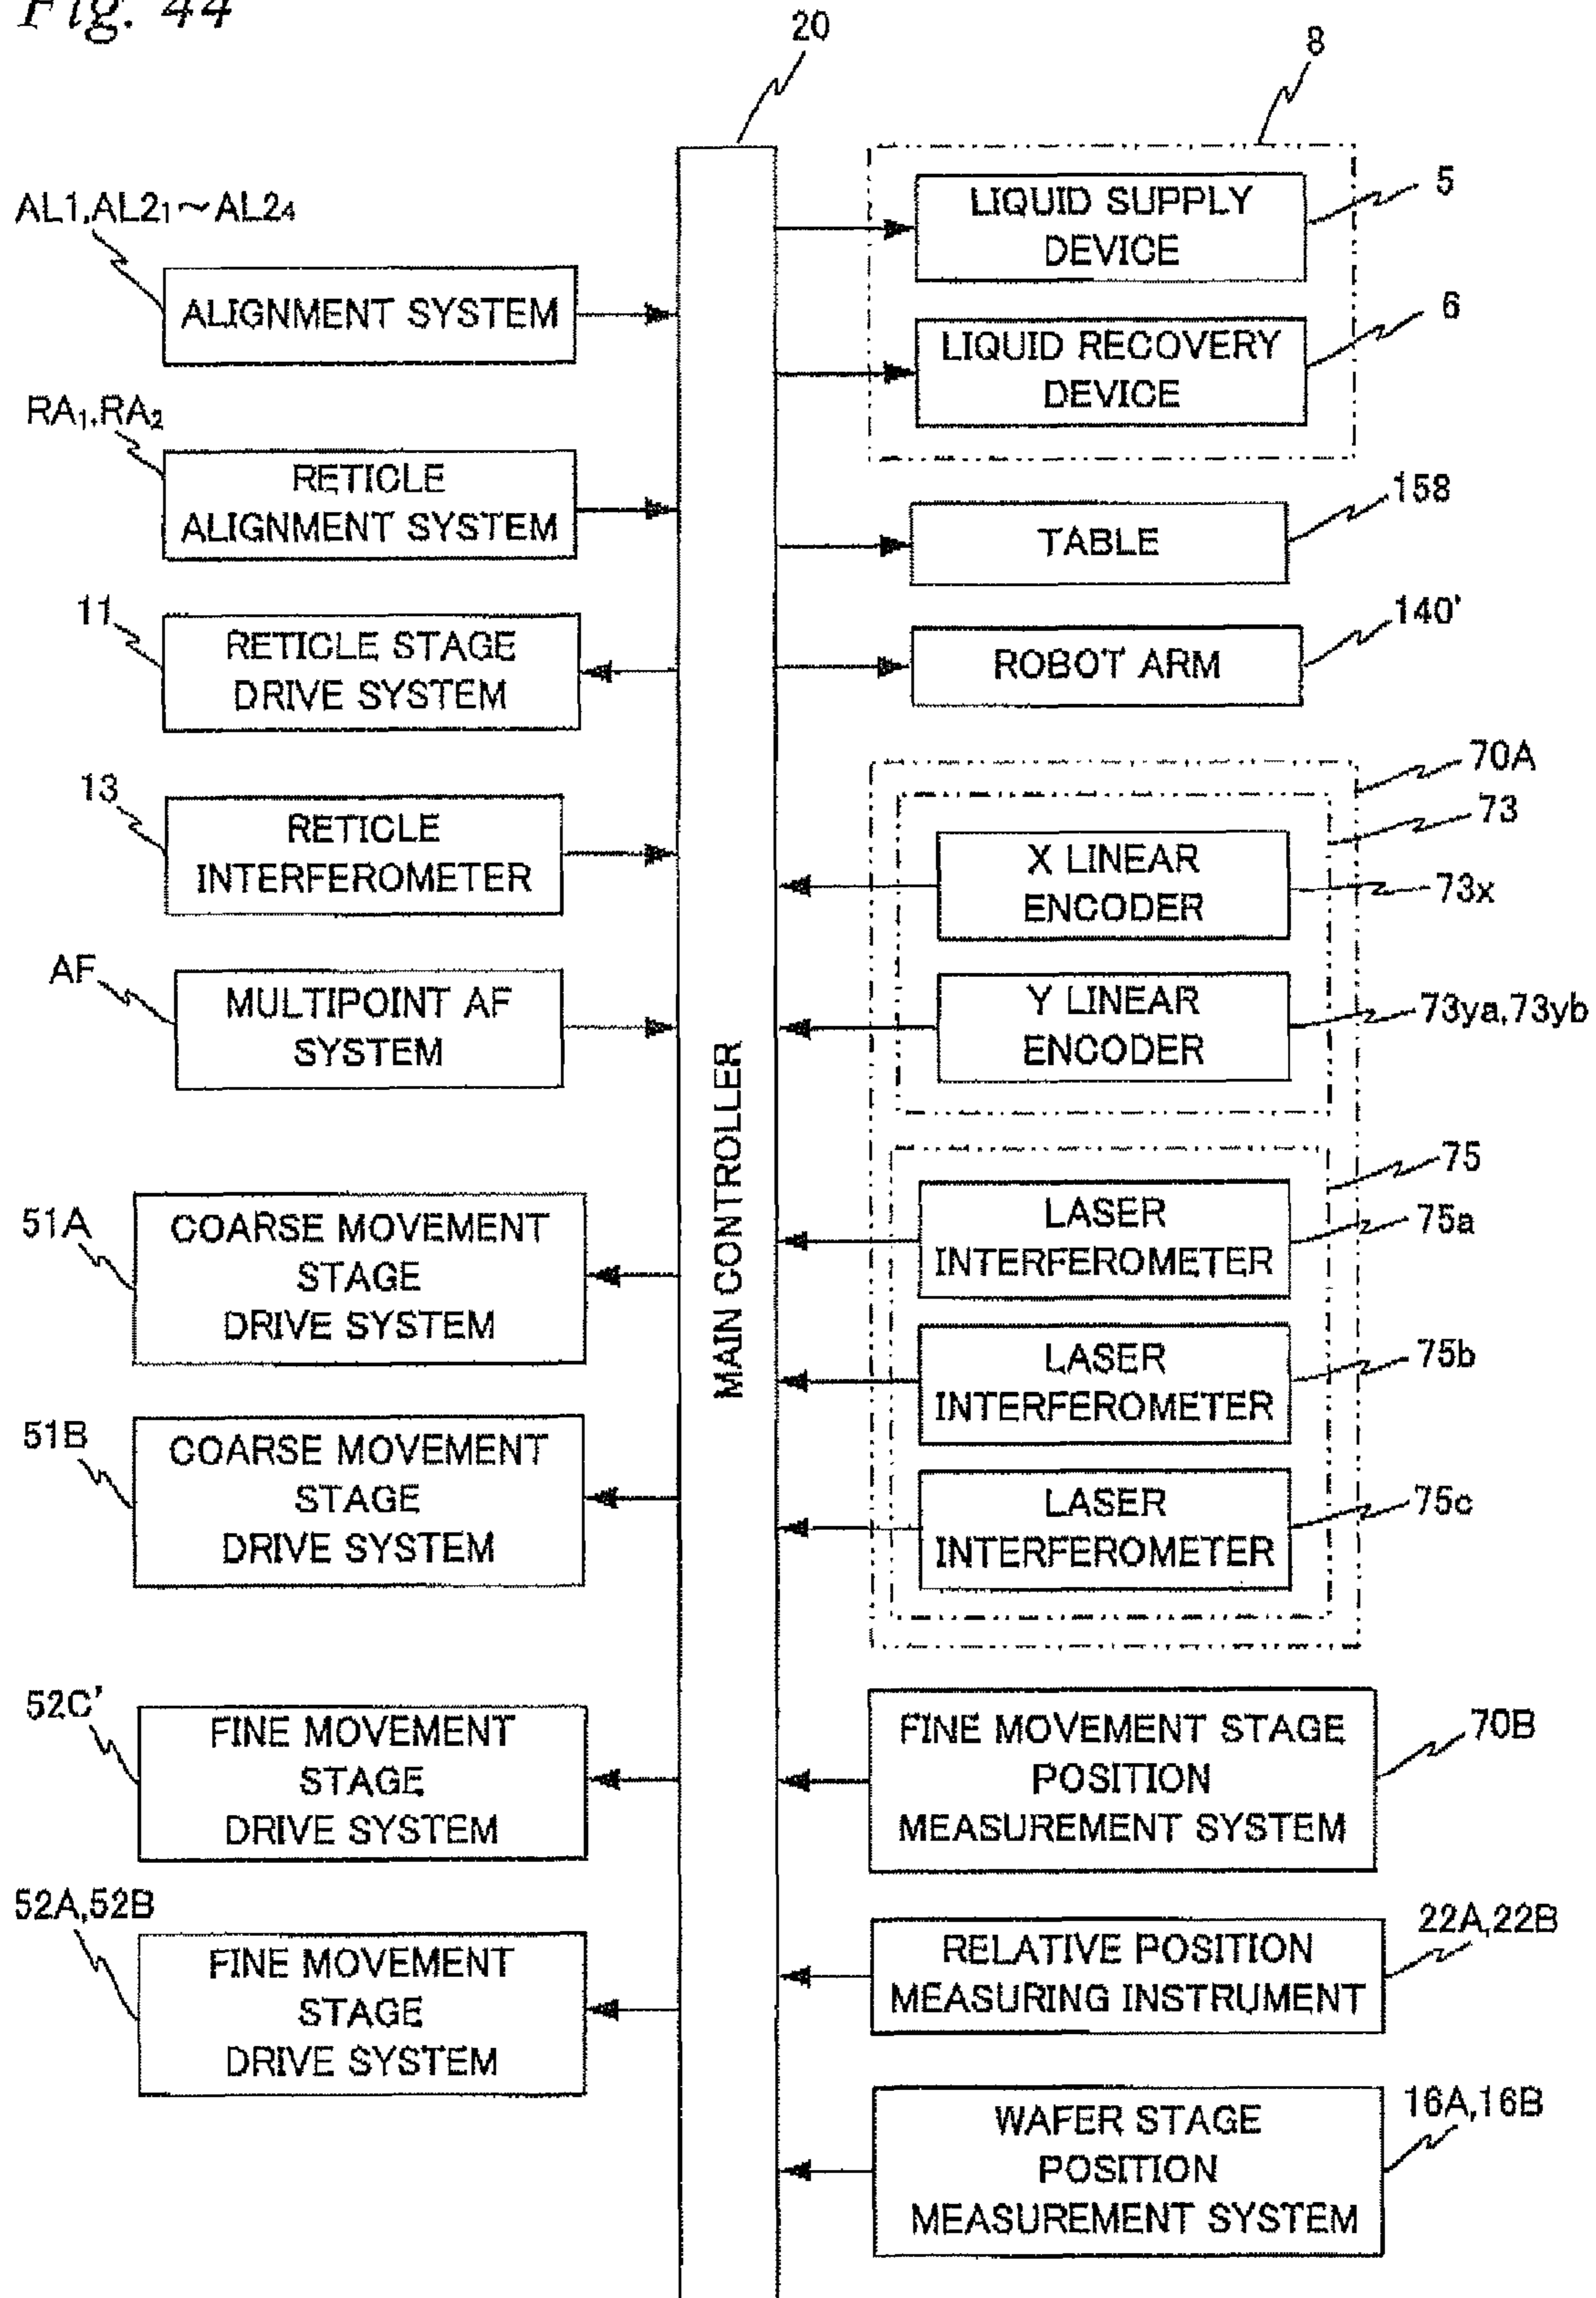 Fig. 44
20
8
AL1,AL2₁~AL2₄
ALIGNMENT SYSTEM
RA₁,RA₂
RETICLE
ALIGNMENT SYSTEM
11
RETICLE STAGE
DRIVE SYSTEM
13
RETICLE
INTERFEROMETER
AF
MULTIPOINT AF
SYSTEM
51A
COARSE MOVEMENT
STAGE
DRIVE SYSTEM
51B
COARSE MOVEMENT
STAGE
DRIVE SYSTEM
52C'
FINE MOVEMENT
STAGE
DRIVE SYSTEM
52A,52B
FINE MOVEMENT
STAGE
DRIVE SYSTEM
MAIN CONTROLLER
LIQUID SUPPLY
DEVICE
5
LIQUID RECOVERY
DEVICE
6
TABLE
158
ROBOT ARM
140'
70A
73
X LINEAR
ENCODER
73x
Y LINEAR
ENCODER
73ya,73yb
75
LASER
INTERFEROMETER
75a
LASER
INTERFEROMETER
75b
LASER
INTERFEROMETER
75c
FINE MOVEMENT STAGE
POSITION
MEASUREMENT SYSTEM
70B
RELATIVE POSITION
MEASURING INSTRUMENT
22A,22B
WAFER STAGE
POSITION
MEASUREMENT SYSTEM
16A,16B